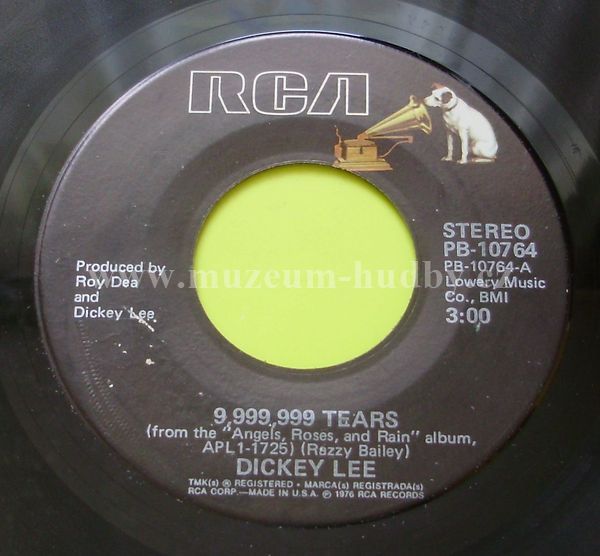 RCA
STEREO
PB-10764
PB-10764-A
Lowery Music
Co., BMI
3:00
Produced by
Roy Dea
and
Dickey Lee
www.muzeum-hudby.cz
9,999,999 TEARS
(from the "Angels, Roses, and Rain" album,
APL1-1725) (Razzy Bailey)
DICKEY LEE
TMK(s) ® REGISTERED • MARCA(s) REGISTRADA(s)
RCA CORP.—MADE IN U.S.A. ℗ 1976 RCA RECORDS